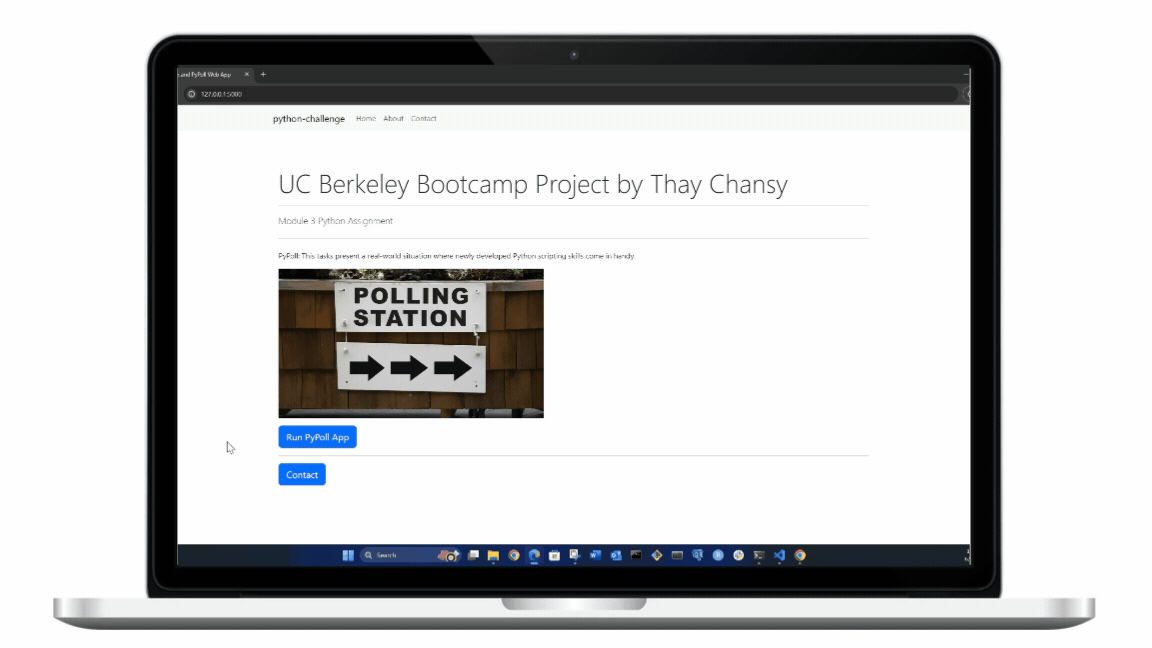 and PyPoll Web App
127.0.0.1:5000
python-challenge Home About Contact
UC Berkeley Bootcamp Project by Thay Chansy
Module 3 Python Assignment
PyPoll: This tasks present a real-world situation where newly developed Python scripting skills come in handy.
POLLING
STATION
Run PyPoll App
Contact
Search